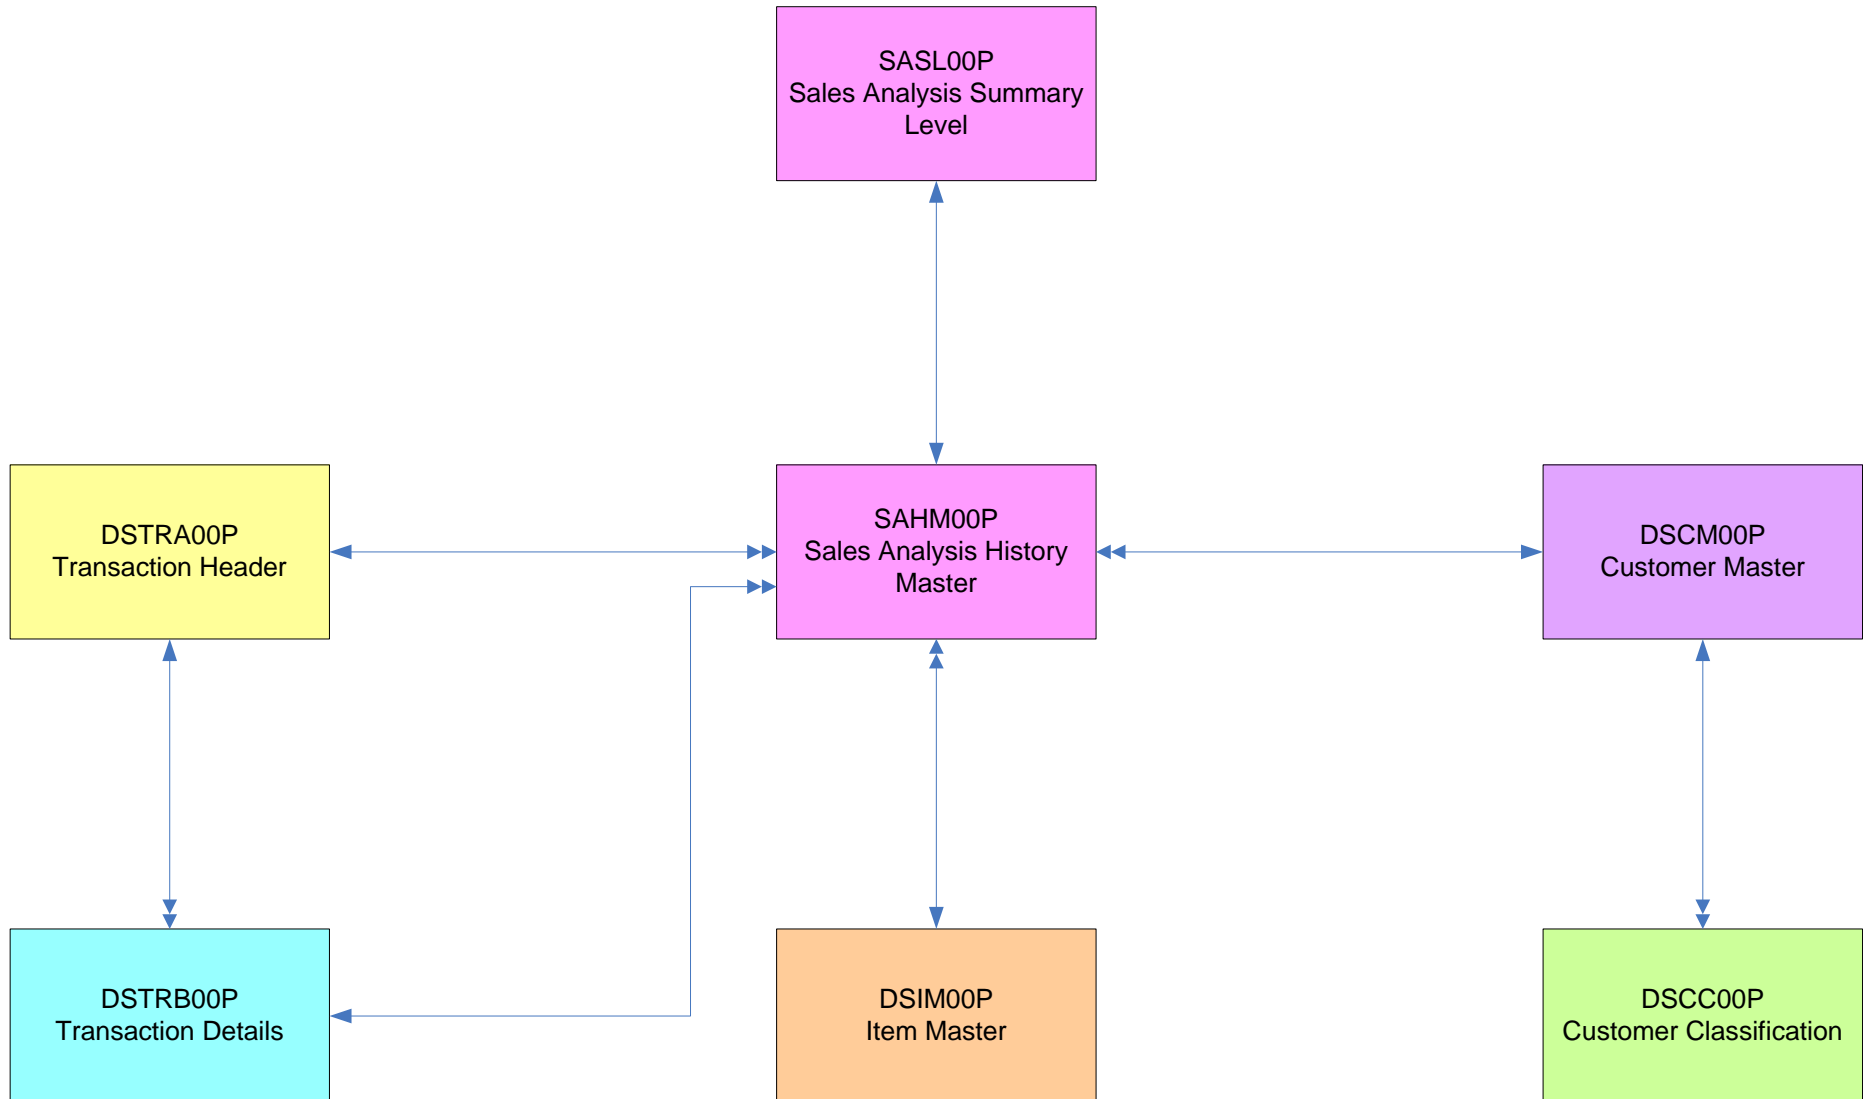 SASL00P
Sales Analysis Summary
Level
DSTRA00P
Transaction Header
SAHM00P
Sales Analysis History
Master
DSCM00P
Customer Master
DSTRB00P
Transaction Details
DSIM00P
Item Master
DSCC00P
Customer Classification